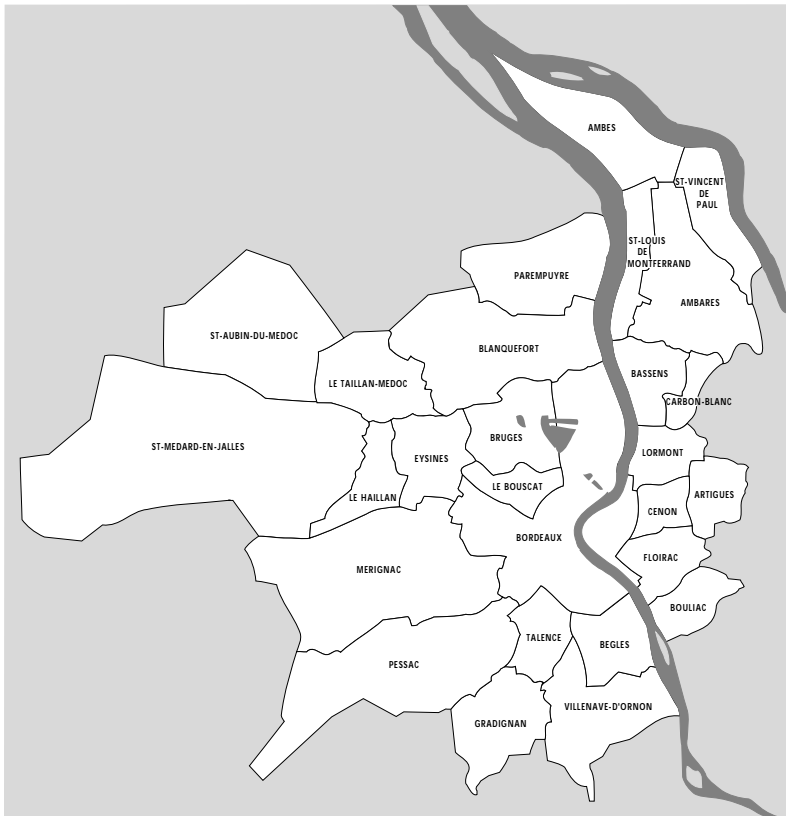 AMBES
ST-VINCENT
DE
PAUL
ST-LOUIS
DE
MONTFERRAND
PAREMPUYRE
AMBARES
ST-AUBIN-DU-MEDOC
BLANQUEFORT
BASSENS
LE TAILLAN-MEDOC
CARBON-BLANC
BRUGES
ST-MEDARD-EN-JALLES
LORMONT
EYSINES
LE BOUSCAT
LE HAILLAN
ARTIGUES
CENON
BORDEAUX
FLOIRAC
MERIGNAC
BOULIAC
TALENCE
BEGLES
PESSAC
VILLENAVE-D'ORNON
GRADIGNAN